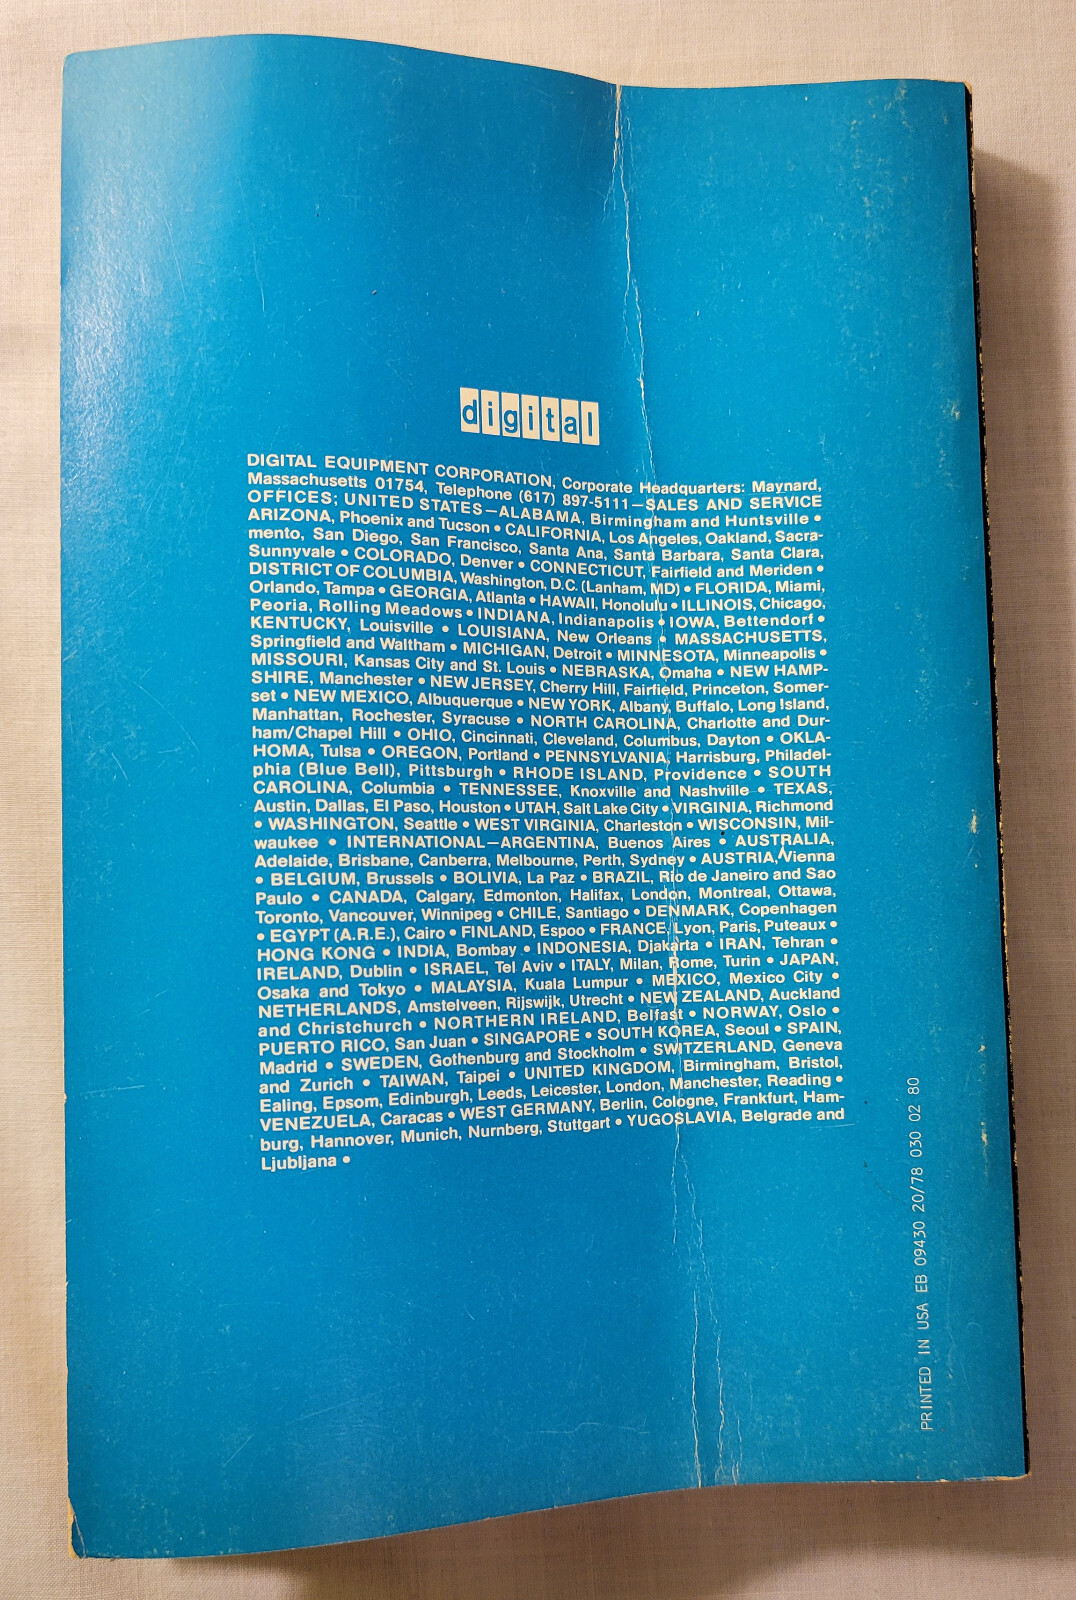 digital
DIGITAL EQUIPMENT CORPORATION, Corporate Headquarters: Maynard,
Massachusetts 01754, Telephone (617) 897-5111—SALES AND SERVICE
OFFICES; UNITED STATES—ALABAMA, Birmingham and Huntsville •
ARIZONA, Phoenix and Tucson • CALIFORNIA, Los Angeles, Oakland, Sacra-
mento, San Diego, San Francisco, Santa Ana, Santa Barbara, Santa Clara,
Sunnyvale • COLORADO, Denver • CONNECTICUT, Fairfield and Meriden •
DISTRICT OF COLUMBIA, Washington, D.C. (Lanham, MD) • FLORIDA, Miami,
Orlando, Tampa • GEORGIA, Atlanta • HAWAII, Honolulu • ILLINOIS, Chicago,
Peoria, Rolling Meadows • INDIANA, Indianapolis • IOWA, Bettendorf •
KENTUCKY, Louisville • LOUISIANA, New Orleans • MASSACHUSETTS,
Springfield and Waltham • MICHIGAN, Detroit • MINNESOTA, Minneapolis •
MISSOURI, Kansas City and St. Louis • NEBRASKA, Omaha • NEW HAMP-
SHIRE, Manchester • NEW JERSEY, Cherry Hill, Fairfield, Princeton, Somer-
set • NEW MEXICO, Albuquerque • NEW YORK, Albany, Buffalo, Long Island,
Manhattan, Rochester, Syracuse • NORTH CAROLINA, Charlotte and Dur-
ham/Chapel Hill • OHIO, Cincinnati, Cleveland, Columbus, Dayton • OKLA-
HOMA, Tulsa • OREGON, Portland • PENNSYLVANIA, Harrisburg, Philadel-
phia (Blue Bell), Pittsburgh • RHODE ISLAND, Providence • SOUTH
CAROLINA, Columbia • TENNESSEE, Knoxville and Nashville • TEXAS,
Austin, Dallas, El Paso, Houston • UTAH, Salt Lake City • VIRGINIA, Richmond
• WASHINGTON, Seattle • WEST VIRGINIA, Charleston • WISCONSIN, Mil-
waukee • INTERNATIONAL—ARGENTINA, Buenos Aires • AUSTRALIA,
Adelaide, Brisbane, Canberra, Melbourne, Perth, Sydney • AUSTRIA, Vienna
• BELGIUM, Brussels • BOLIVIA, La Paz • BRAZIL, Rio de Janeiro and Sao
Paulo • CANADA, Calgary, Edmonton, Halifax, London, Montreal, Ottawa,
Toronto, Vancouver, Winnipeg • CHILE, Santiago • DENMARK, Copenhagen
• EGYPT (A.R.E.), Cairo • FINLAND, Espoo • FRANCE, Lyon, Paris, Puteaux •
HONG KONG • INDIA, Bombay • INDONESIA, Djakarta • IRAN, Tehran •
IRELAND, Dublin • ISRAEL, Tel Aviv • ITALY, Milan, Rome, Turin • JAPAN,
Osaka and Tokyo • MALAYSIA, Kuala Lumpur • MEXICO, Mexico City •
NETHERLANDS, Amstelveen, Rijswijk, Utrecht • NEW ZEALAND, Auckland
and Christchurch • NORTHERN IRELAND, Belfast • NORWAY, Oslo •
PUERTO RICO, San Juan • SINGAPORE • SOUTH KOREA, Seoul • SPAIN,
Madrid • SWEDEN, Gothenburg and Stockholm • SWITZERLAND, Geneva
and Zurich • TAIWAN, Taipei • UNITED KINGDOM, Birmingham, Bristol,
Ealing, Epsom, Edinburgh, Leeds, Leicester, London, Manchester, Reading •
VENEZUELA, Caracas • WEST GERMANY, Berlin, Cologne, Frankfurt, Ham-
burg, Hannover, Munich, Nurnberg, Stuttgart • YUGOSLAVIA, Belgrade and
Ljubljana •
PRINTED IN USA EB 09430 20/78 030 02 80